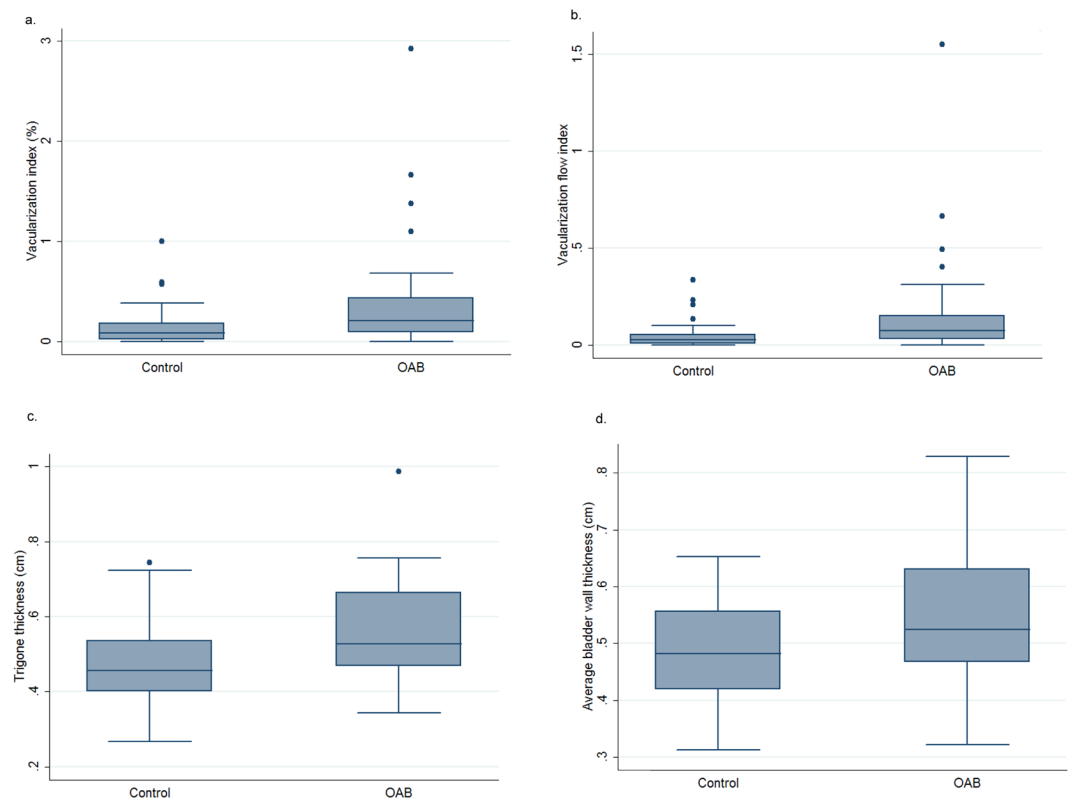 a.
Vacularization index (%)
3
2
1
0
Control
OAB
b.
Vacularization flow index
1.5
1
.5
0
Control
OAB
c.
Trigone thickness (cm)
1
.8
.6
.4
.2
Control
OAB
d.
Average bladder wall thickness (cm)
.8
.7
.6
.5
.4
.3
Control
OAB